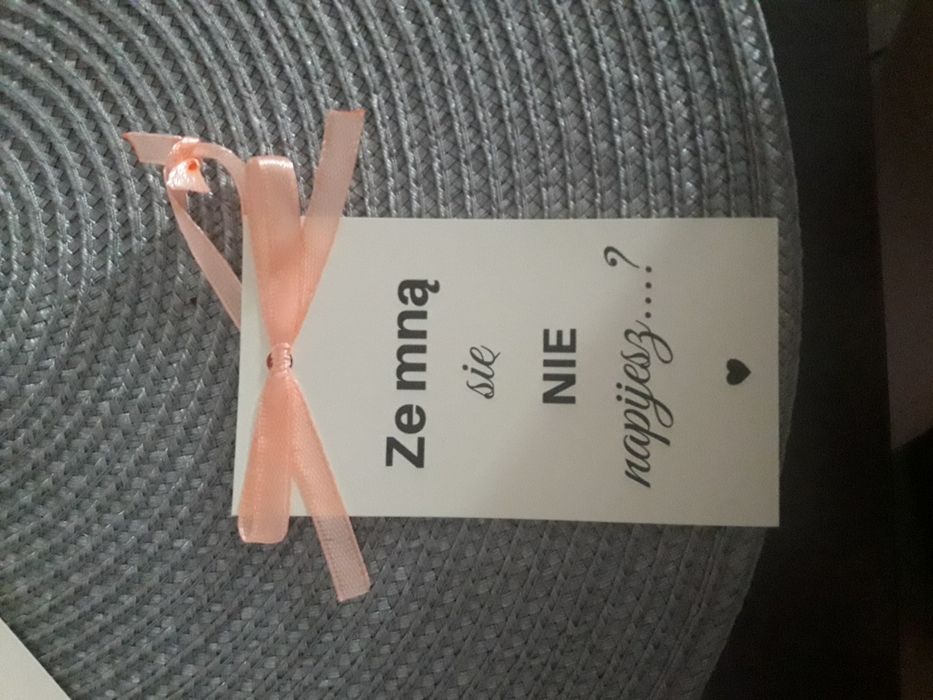 Ze mną
się
NIE
napijesz...?